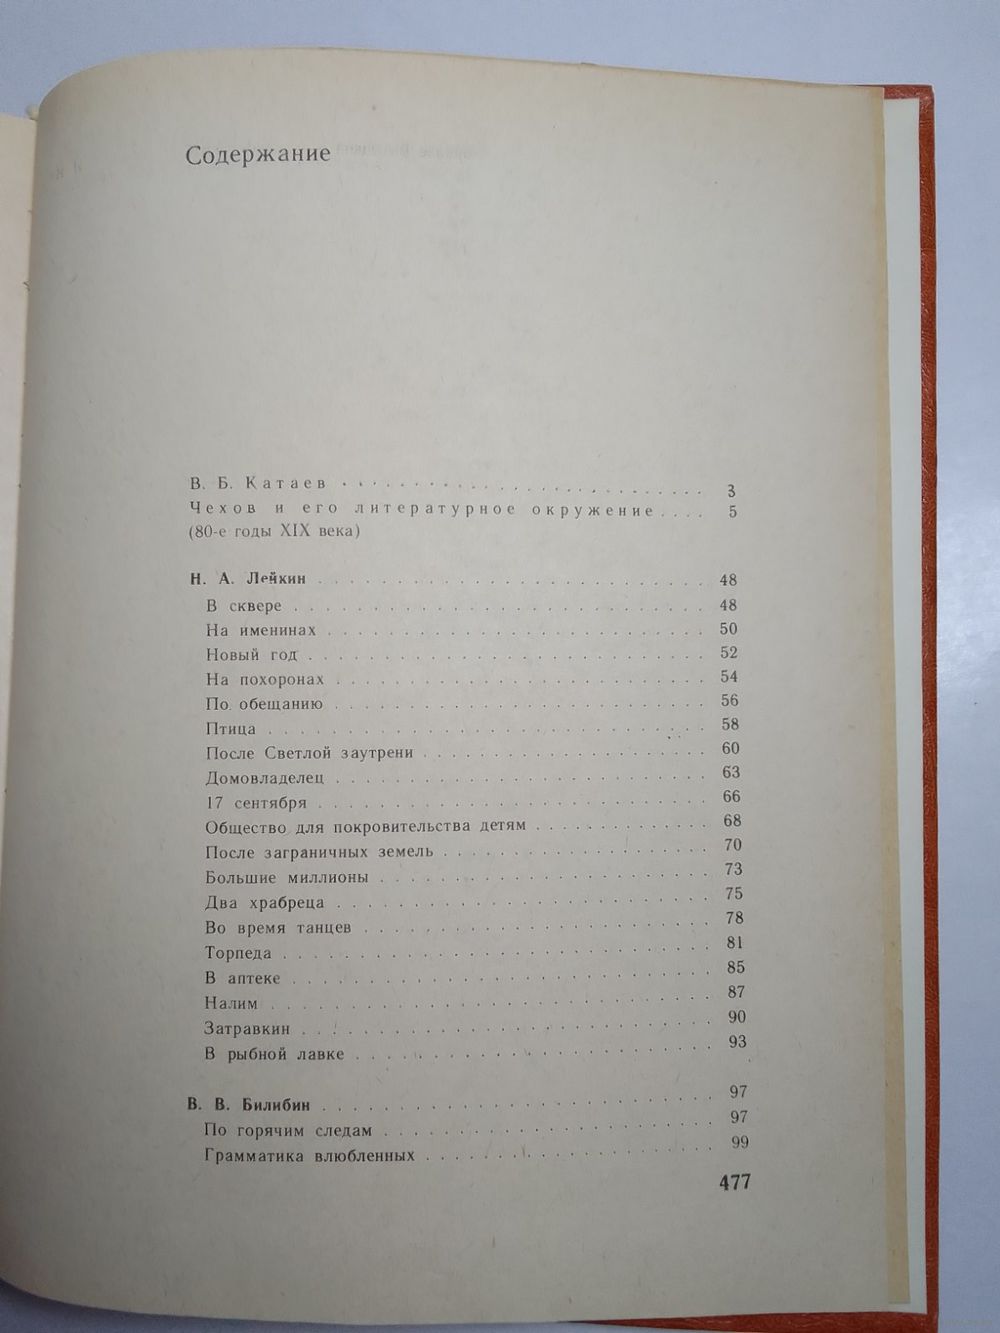 Содержание
В. Б. Катаев . . . . . . . . . . . . . . . . . . . . . . . 3
Чехов и его литературное окружение . . . . 5
(80-е годы XIX века)
Н. А. Лейкин . . . . . . . . . . . . . . . . . . . . . . . 48
В сквере . . . . . . . . . . . . . . . . . . . . . . . 48
На именинах . . . . . . . . . . . . . . . . . . . . . . . 50
Новый год . . . . . . . . . . . . . . . . . . . . . . . 52
На похоронах . . . . . . . . . . . . . . . . . . . . . . . 54
По обещанию . . . . . . . . . . . . . . . . . . . . . . . 56
Птица . . . . . . . . . . . . . . . . . . . . . . . 58
После Светлой заутрени . . . . . . . . . . . . . . . . . . 60
Домовладелец . . . . . . . . . . . . . . . . . . . . . . . 63
17 сентября . . . . . . . . . . . . . . . . . . . . . . . 66
Общество для покровительства детям . . . . . . . . . . . 68
После заграничных земель . . . . . . . . . . . . . . . . . 70
Большие миллионы . . . . . . . . . . . . . . . . . . . . . 73
Два храбреца . . . . . . . . . . . . . . . . . . . . . . . 75
Во время танцев . . . . . . . . . . . . . . . . . . . . . . 78
Торпеда . . . . . . . . . . . . . . . . . . . . . . . 81
В аптеке . . . . . . . . . . . . . . . . . . . . . . . 85
Налим . . . . . . . . . . . . . . . . . . . . . . . 87
Затравкин . . . . . . . . . . . . . . . . . . . . . . . 90
В рыбной лавке . . . . . . . . . . . . . . . . . . . . . . 93
В. В. Билибин . . . . . . . . . . . . . . . . . . . . . . . 97
По горячим следам . . . . . . . . . . . . . . . . . . . . . 97
Грамматика влюбленных . . . . . . . . . . . . . . . . . . 99
477